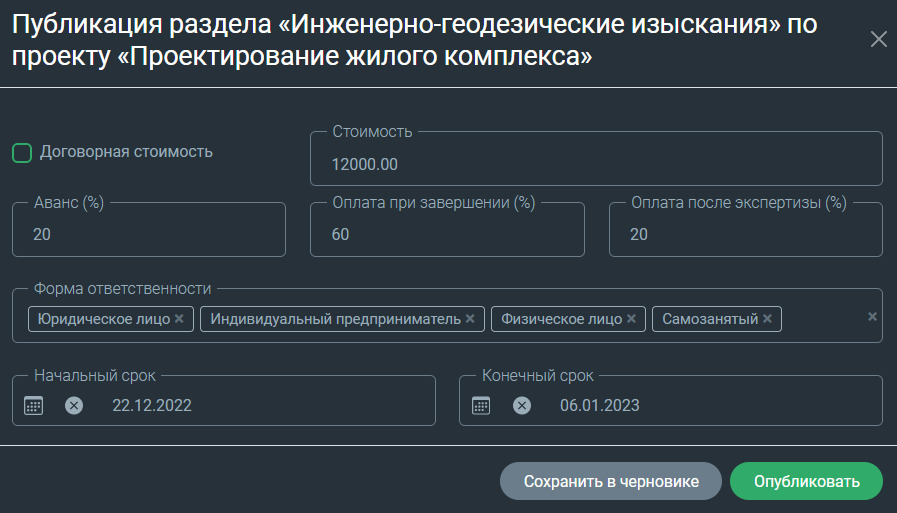 Публикация раздела «Инженерно-геодезические изыскания» по
проекту «Проектирование жилого комплекса»
Договорная стоимость
Стоимость
12000.00
Аванс (%)
20
Оплата при завершении (%)
60
Оплата после экспертизы (%)
20
Форма ответственности
Юридическое лицо × Индивидуальный предприниматель × Физическое лицо × Самозанятый ×
Начальный срок
22.12.2022
Конечный срок
06.01.2023
Сохранить в черновике
Опубликовать